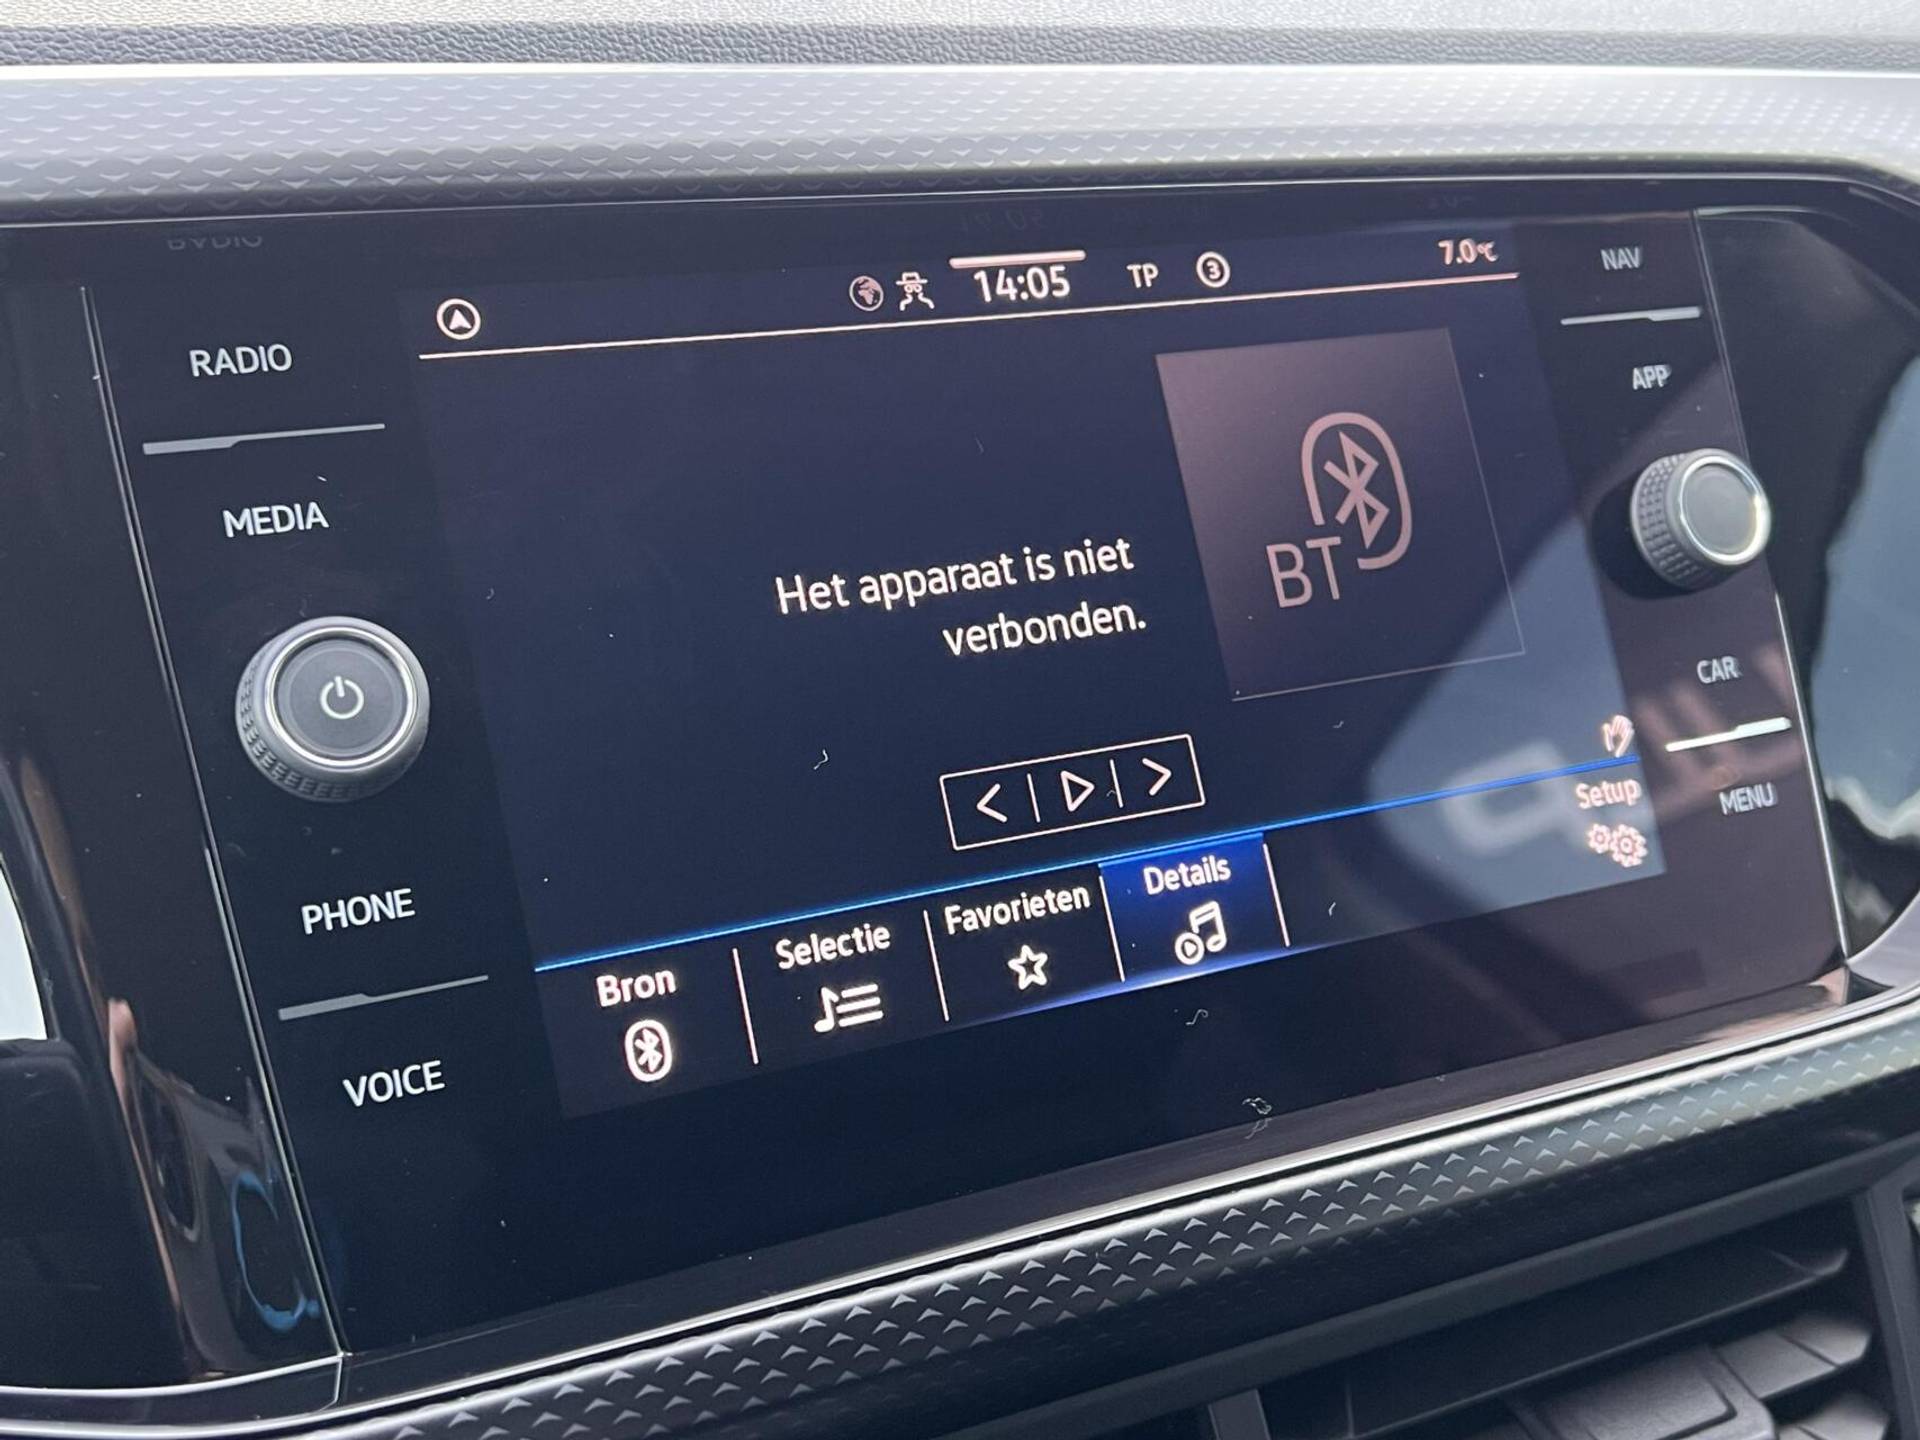 14:05
TP
3
7.0°C
NAV
RADIO
APP
MEDIA
BT
Het apparaat is niet
verbonden.
CAR
Setup
MENU
PHONE
Details
Favorieten
Selectie
Bron
VOICE